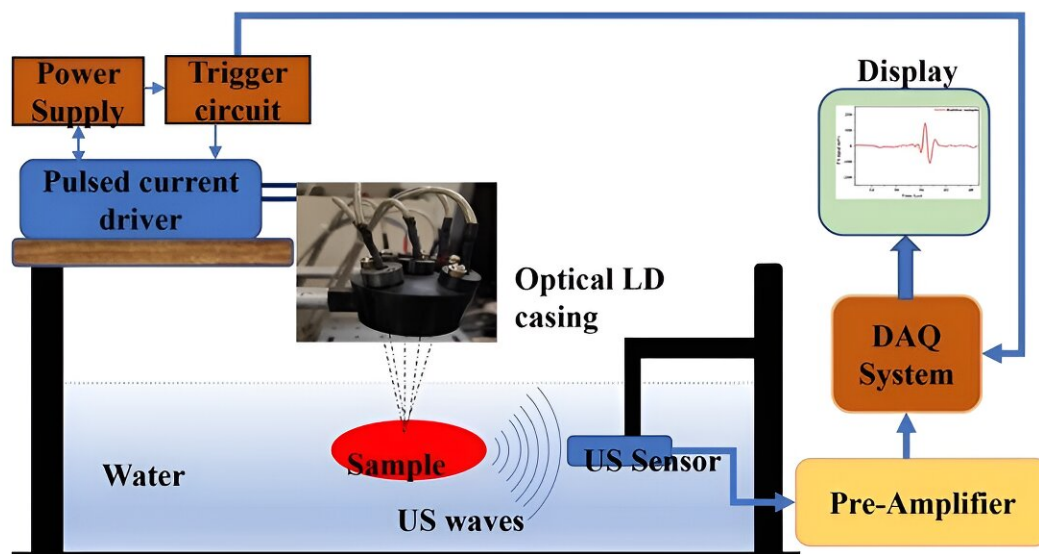 Power
Supply
Trigger
circuit
Pulsed current
driver
Optical LD
casing
Display
DAQ
System
Water
Sample
US Sensor
US waves
Pre-Amplifier